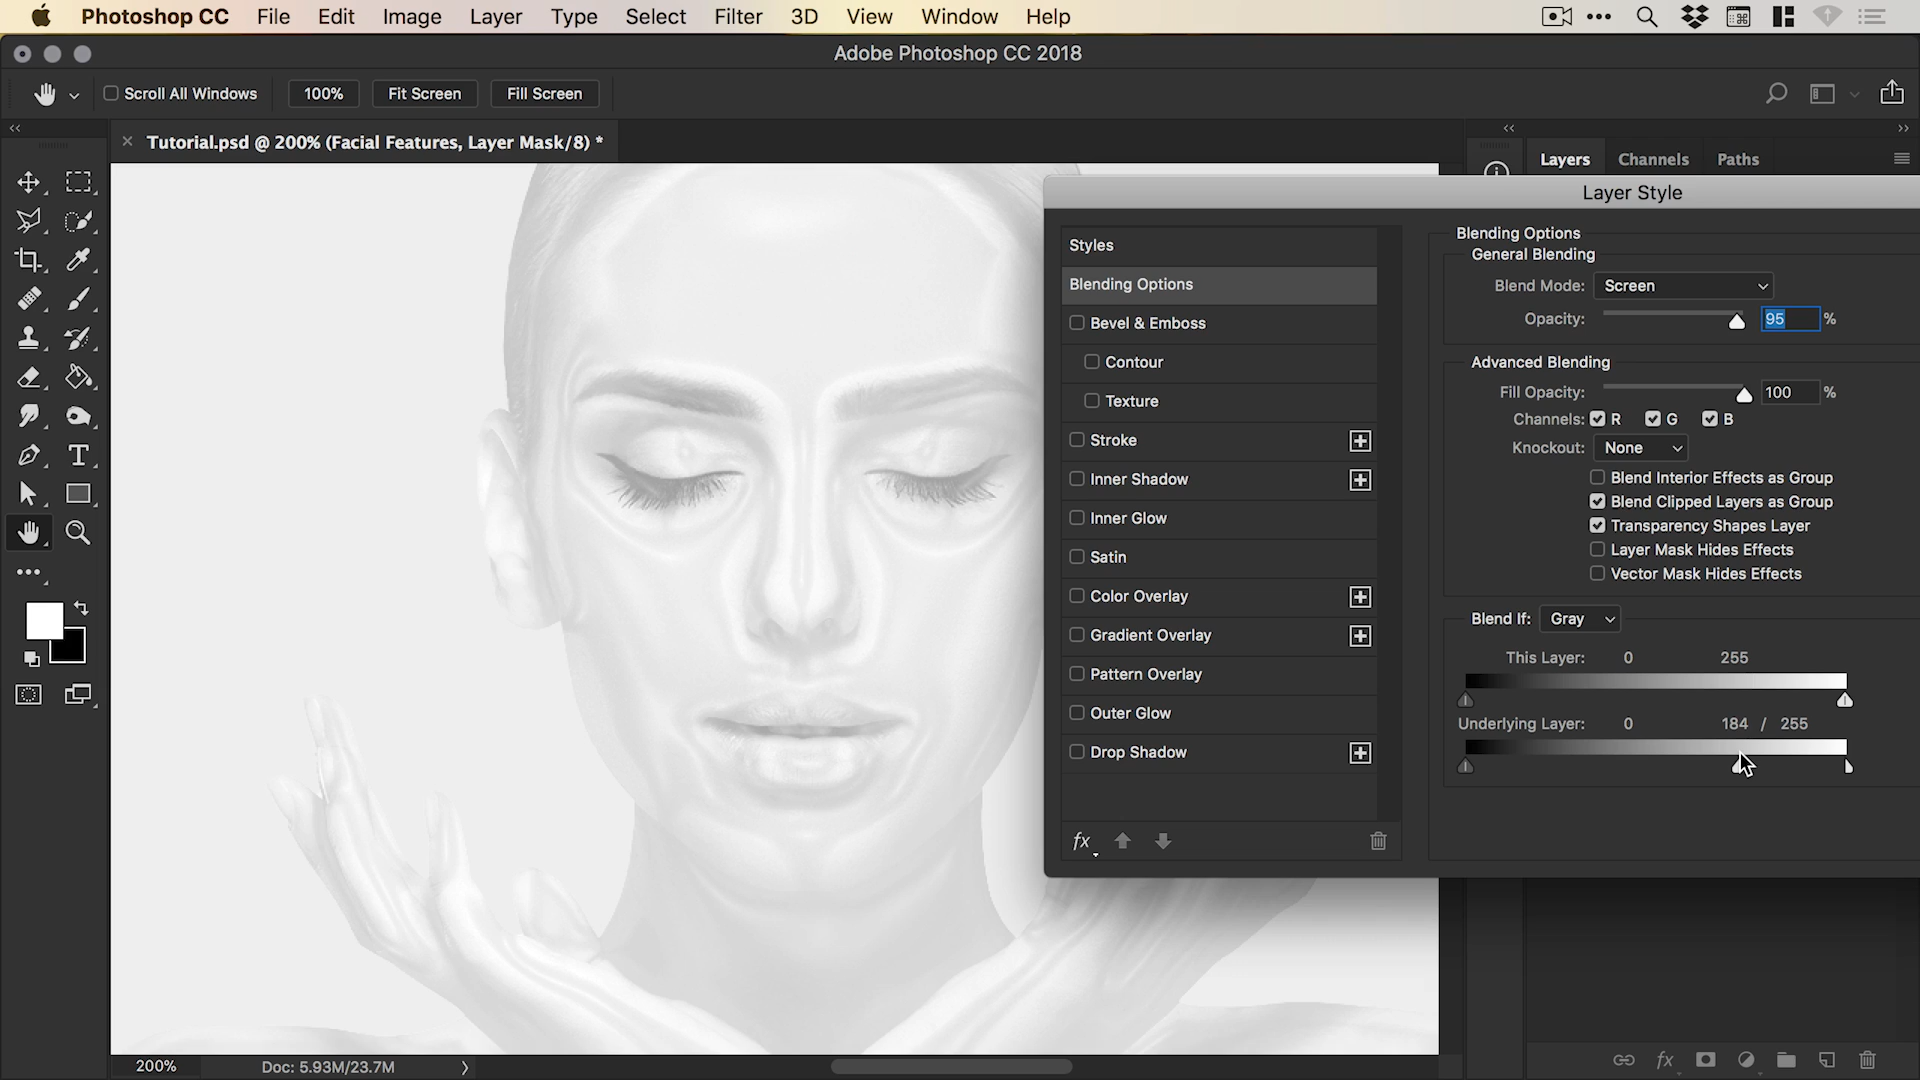 Photoshop CC File Edit Image Layer Type Select Filter 3D View Window Help
Adobe Photoshop CC 2018
Scroll All Windows 100% Fit Screen Fill Screen
Tutorial.psd @ 200% (Facial Features, Layer Mask/8) *
Layers Channels Paths
Layer Style
Styles
Blending Options
Bevel & Emboss
Contour
Texture
Stroke
Inner Shadow
Inner Glow
Satin
Color Overlay
Gradient Overlay
Pattern Overlay
Outer Glow
Drop Shadow
fx
Blending Options
General Blending
Blend Mode: Screen
Opacity: 95 %
Advanced Blending
Fill Opacity: 100 %
Channels: R G B
Knockout: None
Blend Interior Effects as Group
Blend Clipped Layers as Group
Transparency Shapes Layer
Layer Mask Hides Effects
Vector Mask Hides Effects
Blend If: Gray
This Layer: 0 255
Underlying Layer: 0 184 / 255
200% Doc: 5.93M/23.7M
fx